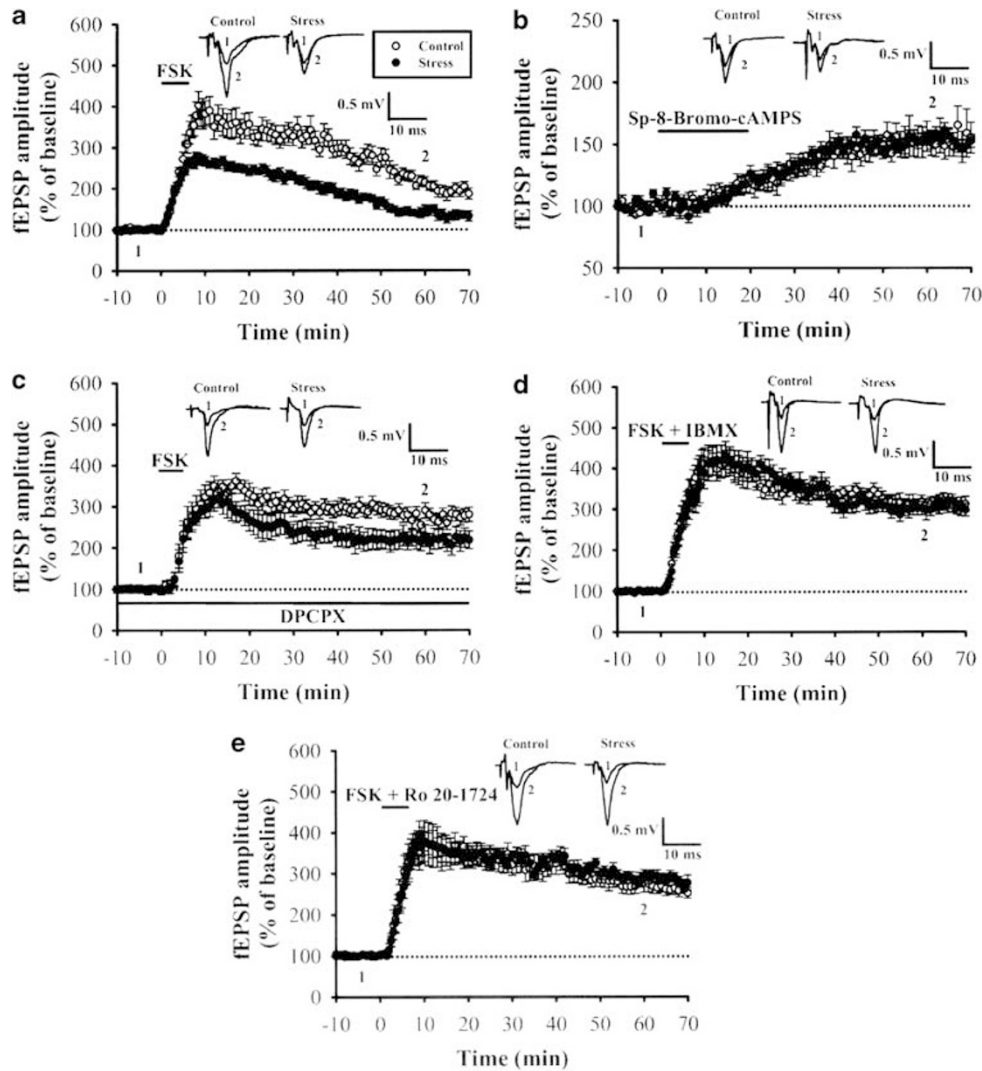 a
600
500
400
300
200
100
0
fEPSP amplitude
(% of baseline)
Control Stress
1
2
FSK
Control
Stress
0.5 mV
10 ms
2
1
-10 0 10 20 30 40 50 60 70
Time (min)
b
250
200
150
100
50
fEPSP amplitude
(% of baseline)
Control Stress
1 1
2 2
0.5 mV
10 ms
2
Sp-8-Bromo-cAMPS
1
-10 0 10 20 30 40 50 60 70
Time (min)
c
600
500
400
300
200
100
0
fEPSP amplitude
(% of baseline)
Control Stress
1 1
2 2
0.5 mV
10 ms
FSK
2
1
DPCPX
-10 0 10 20 30 40 50 60 70
Time (min)
d
600
500
400
300
200
100
0
fEPSP amplitude
(% of baseline)
Control Stress
1 1
2 2
FSK + IBMX
0.5 mV
10 ms
2
1
-10 0 10 20 30 40 50 60 70
Time (min)
e
600
500
400
300
200
100
0
fEPSP amplitude
(% of baseline)
Control Stress
1 1
2 2
FSK + Ro 20-1724
0.5 mV
10 ms
2
1
-10 0 10 20 30 40 50 60 70
Time (min)